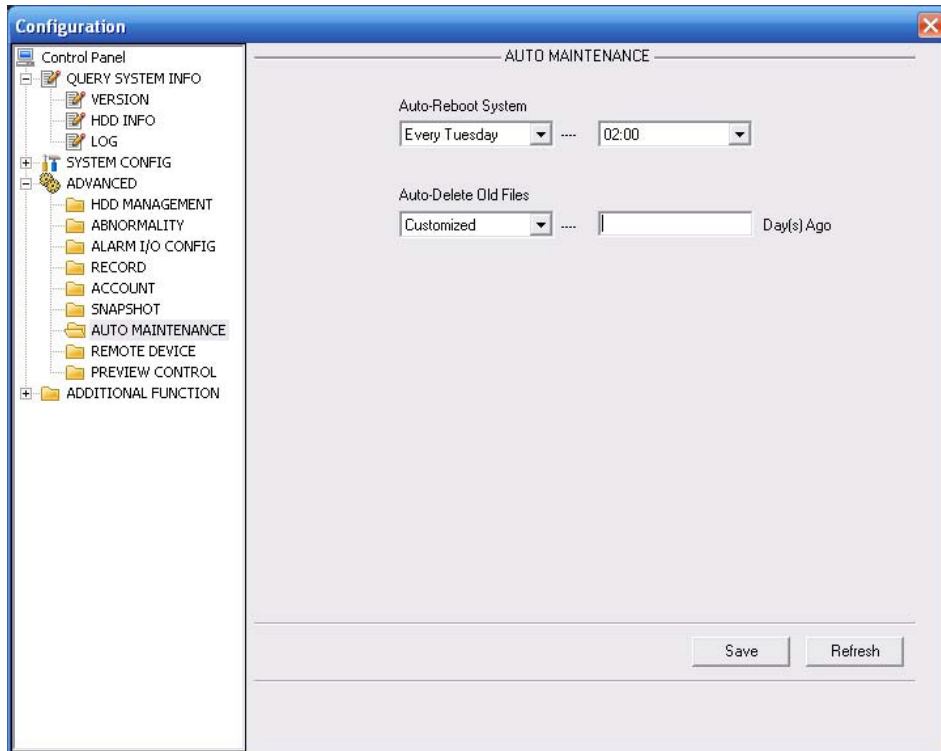 Configuration
Control Panel
QUERY SYSTEM INFO
VERSION
HDD INFO
LOG
SYSTEM CONFIG
ADVANCED
HDD MANAGEMENT
ABNORMALITY
ALARM I/O CONFIG
RECORD
ACCOUNT
SNAPSHOT
AUTO MAINTENANCE
REMOTE DEVICE
PREVIEW CONTROL
ADDITIONAL FUNCTION
AUTO MAINTENANCE
Auto-Reboot System
Every Tuesday ---- 02:00
Auto-Delete Old Files
Customized ---- Day(s) Ago
Save Refresh